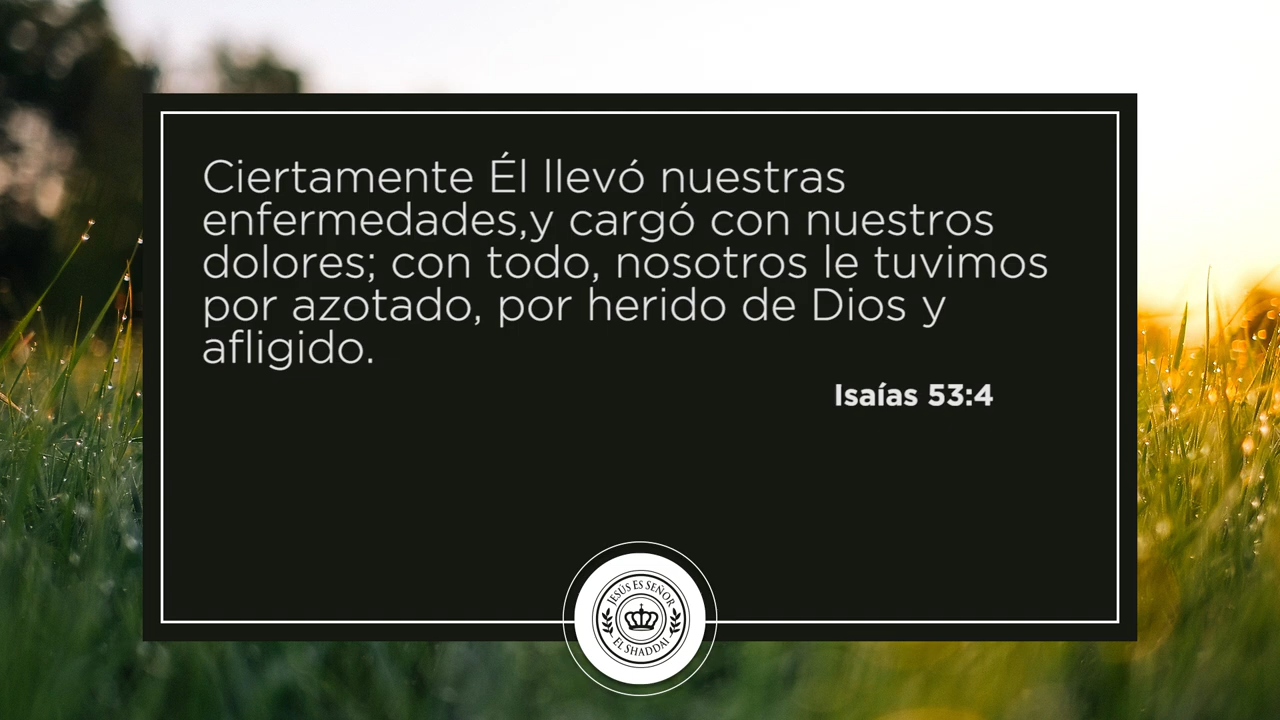 Ciertamente Él llevó nuestras
enfermedades,y cargó con nuestros
dolores; con todo, nosotros le tuvimos
por azotado, por herido de Dios y
afligido.
Isaías 53:4
JESÚS ES SEÑOR
EL SHADDAI